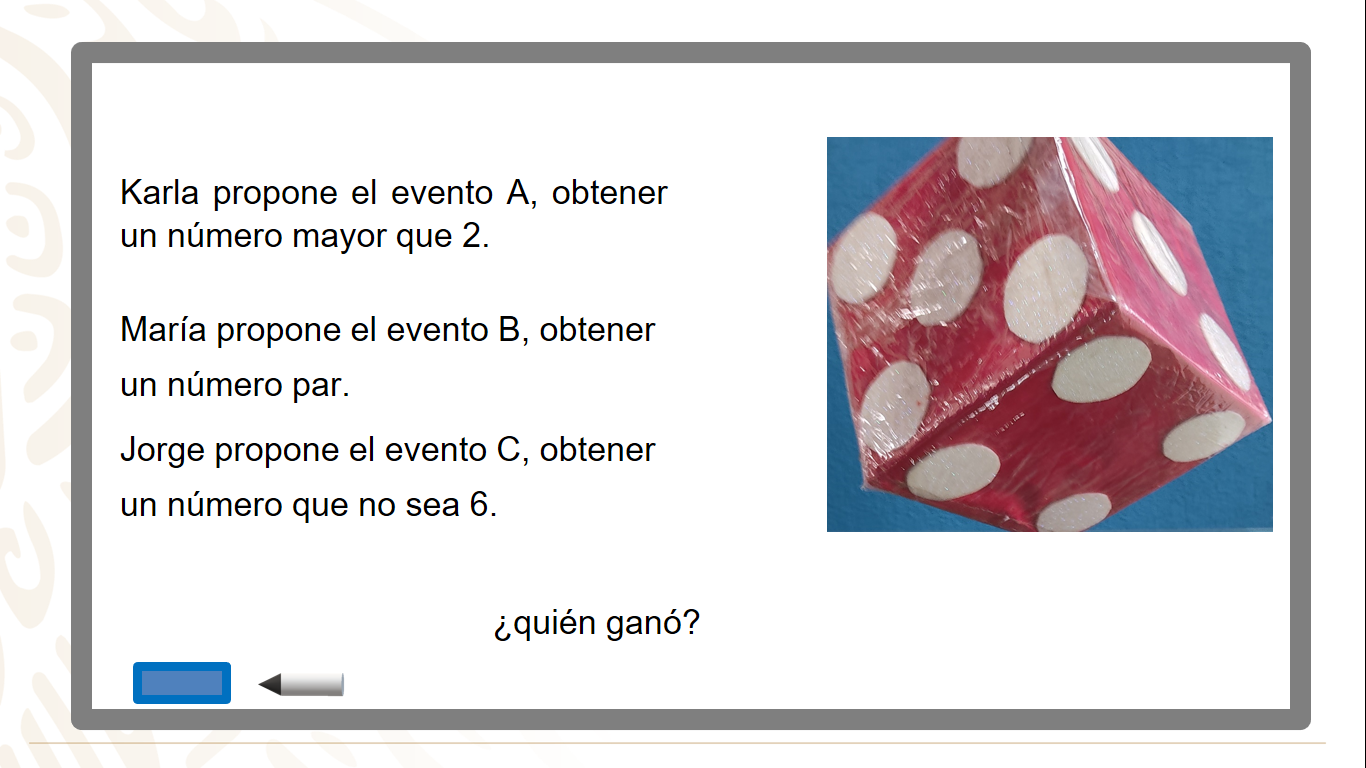 Karla propone el evento A, obtener
un número mayor que 2.
María propone el evento B, obtener
un número par.
Jorge propone el evento C, obtener
un número que no sea 6.
¿quién ganó?